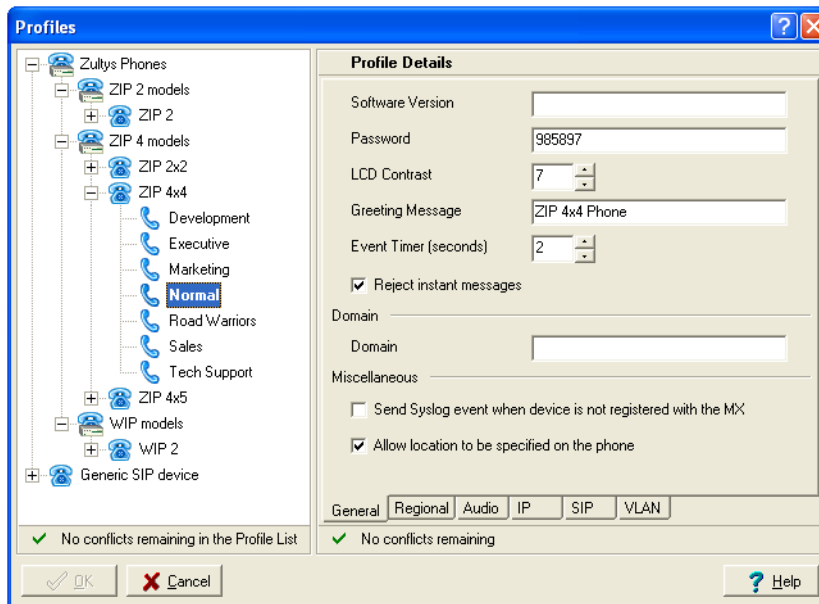 Profiles
Zultys Phones
ZIP 2 models
ZIP 2
ZIP 4 models
ZIP 2x2
ZIP 4x4
Development
Executive
Marketing
Normal
Road Warriors
Sales
Tech Support
ZIP 4x5
WIP models
WIP 2
Generic SIP device
No conflicts remaining in the Profile List
Profile Details
Software Version
Password 985897
LCD Contrast 7
Greeting Message ZIP 4x4 Phone
Event Timer (seconds) 2
Reject instant messages
Domain
Domain
Miscellaneous
Send Syslog event when device is not registered with the MX
Allow location to be specified on the phone
General Regional Audio IP SIP VLAN
No conflicts remaining
OK Cancel Help